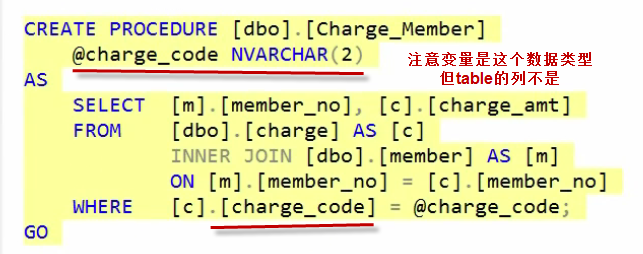 CREATE PROCEDURE [dbo].[Charge_Member]
@charge_code NVARCHAR(2)
注意变量是这个数据类型
但table的列不是
AS
SELECT [m].[member_no], [c].[charge_amt]
FROM [dbo].[charge] AS [c]
INNER JOIN [dbo].[member] AS [m]
ON [m].[member_no] = [c].[member_no]
WHERE [c].[charge_code] = @charge_code;
GO